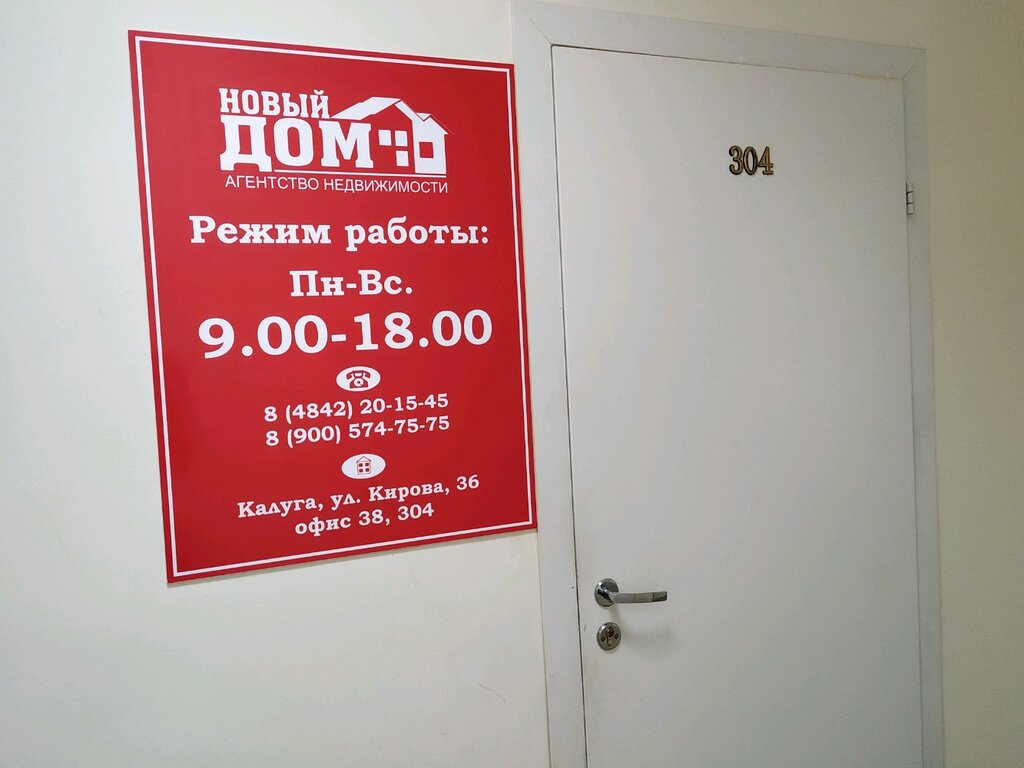 НОВЫЙ
ДОМ
АГЕНТСТВО НЕДВИЖИМОСТИ
Режим работы:
Пн-Вс.
9.00-18.00
8 (4842) 20-15-45
8 (900) 574-75-75
Калуга, ул. Кирова, 36
офис 38, 304
304